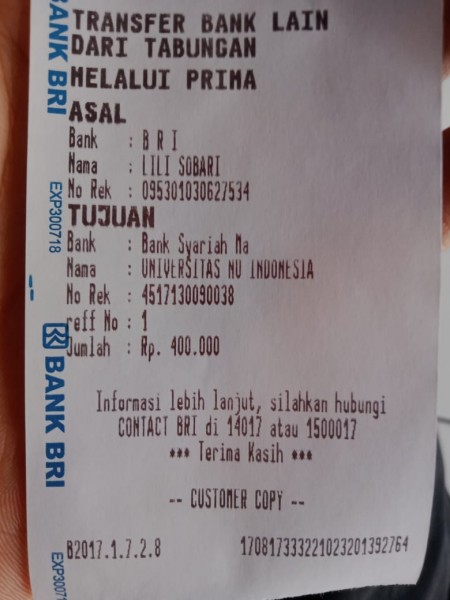 TRANSFER BANK LAIN
DARI TABUNGAN
MELALUI PRIMA
ASAL
Bank : B R I
Nama : LILI SOBARI
No Rek : 095301030627534
TUJUAN
Bank : Bank Syariah Ma
Nama : UNIVERSITAS NU INDONESIA
No Rek : 4517130090038
reff No : 1
Jumlah : Rp. 400.000
Informasi lebih lanjut, silahkan hubungi
CONTACT BRI di 14017 atau 1500017
*** Terima Kasih ***
-- CUSTOMER COPY --
B2017.1.7.2.8 170817333221023201392764
BANK BRI
EXP300718
BANK BRI
EXP30071